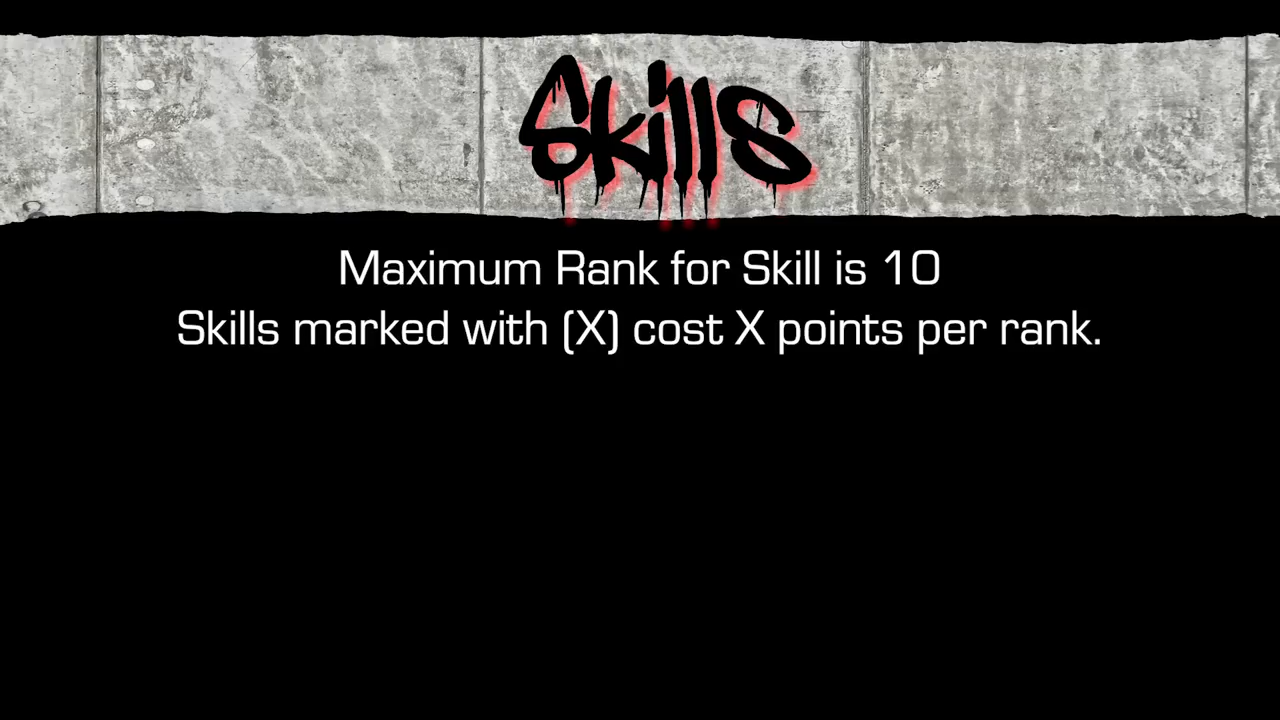 Skills
Maximum Rank for Skill is 10
Skills marked with (X) cost X points per rank.